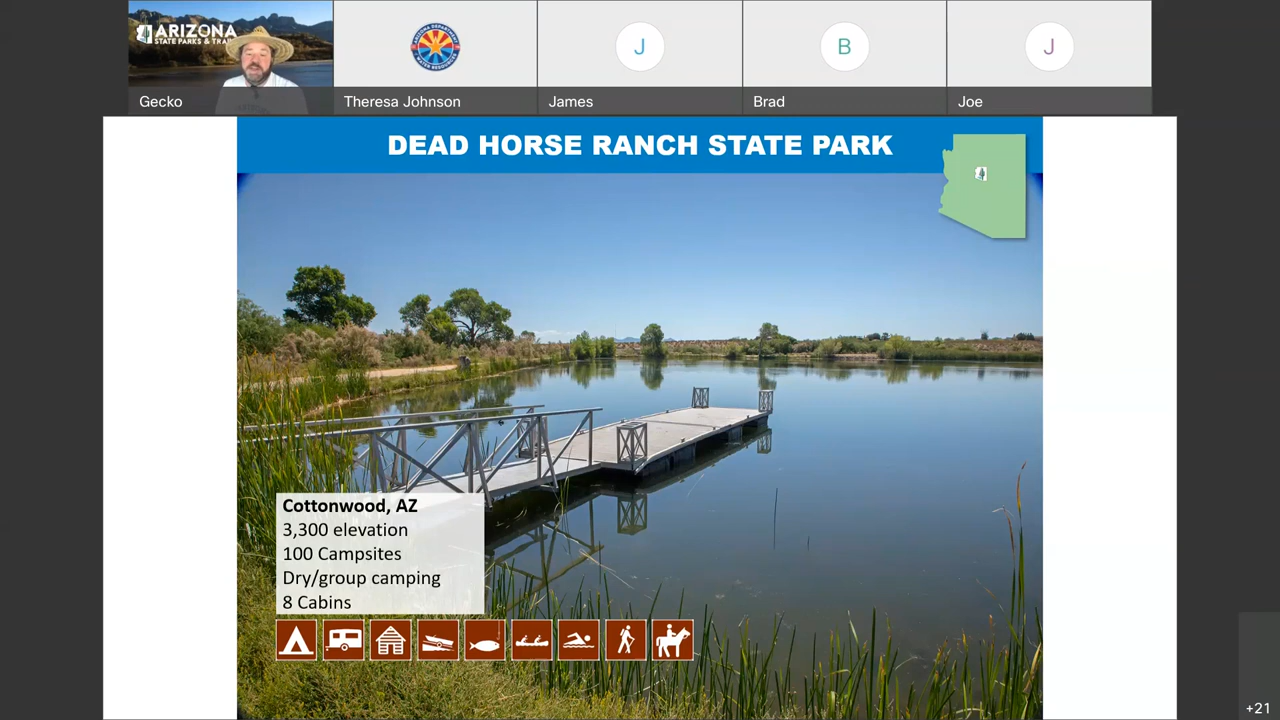 ARIZONA
STATE PARKS & TRAI
Gecko
Theresa Johnson
J
James
B
Brad
J
Joe
DEAD HORSE RANCH STATE PARK
Cottonwood, AZ
3,300 elevation
100 Campsites
Dry/group camping
8 Cabins
+21